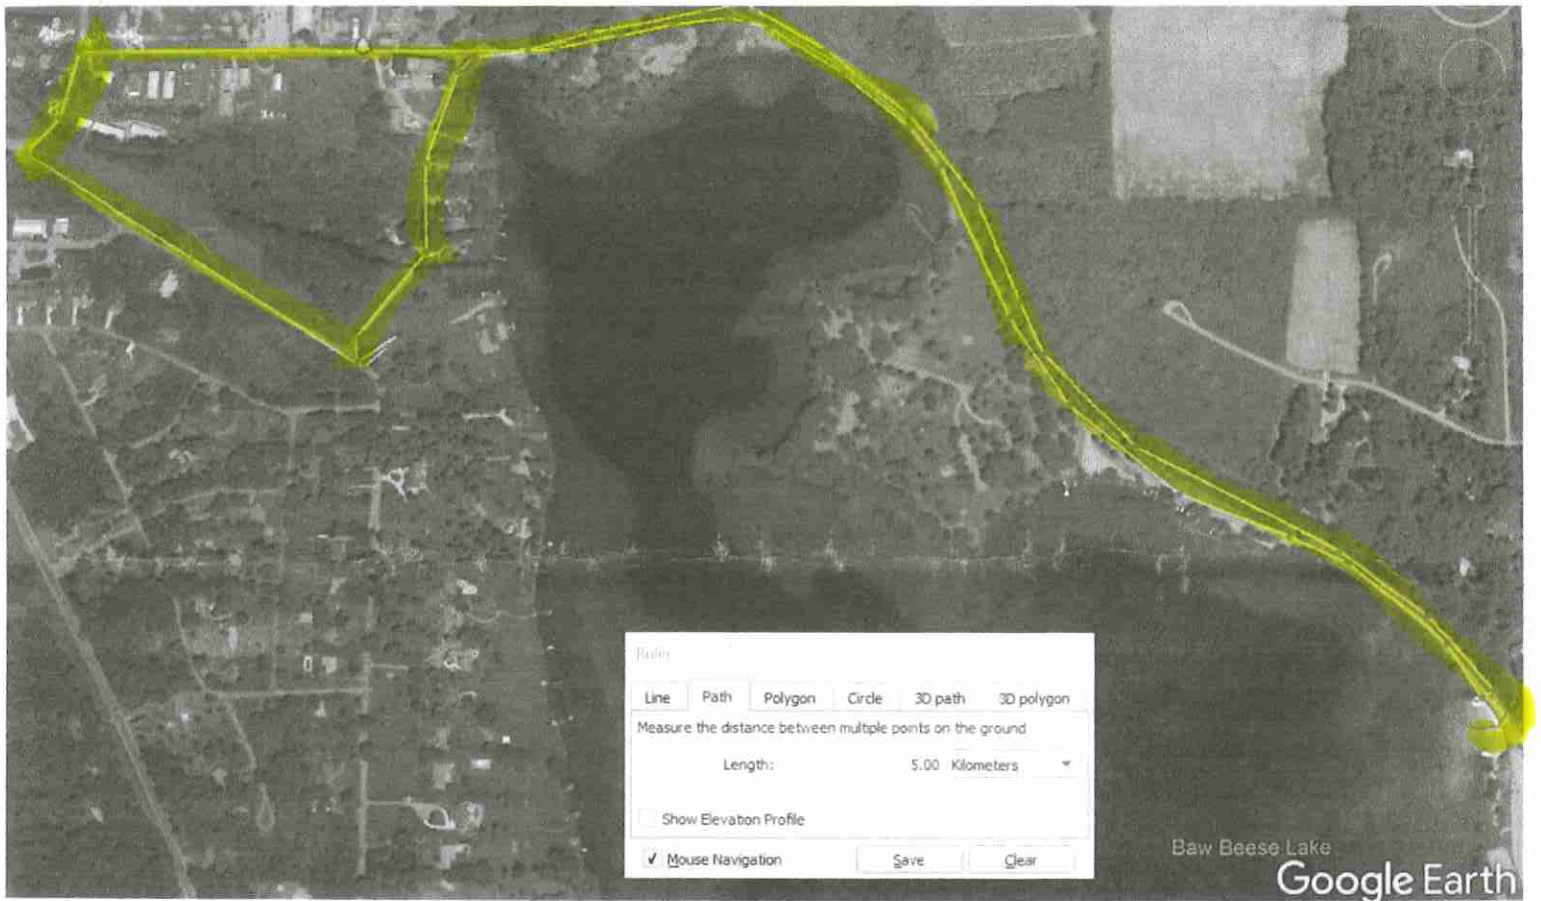 Ruler
Line Path Polygon Circle 3D path 3D polygon
Measure the distance between multiple points on the ground
Length: 5.00 Kilometers
Show Elevation Profile
Mouse Navigation Save Clear
Baw Beese Lake
Google Earth